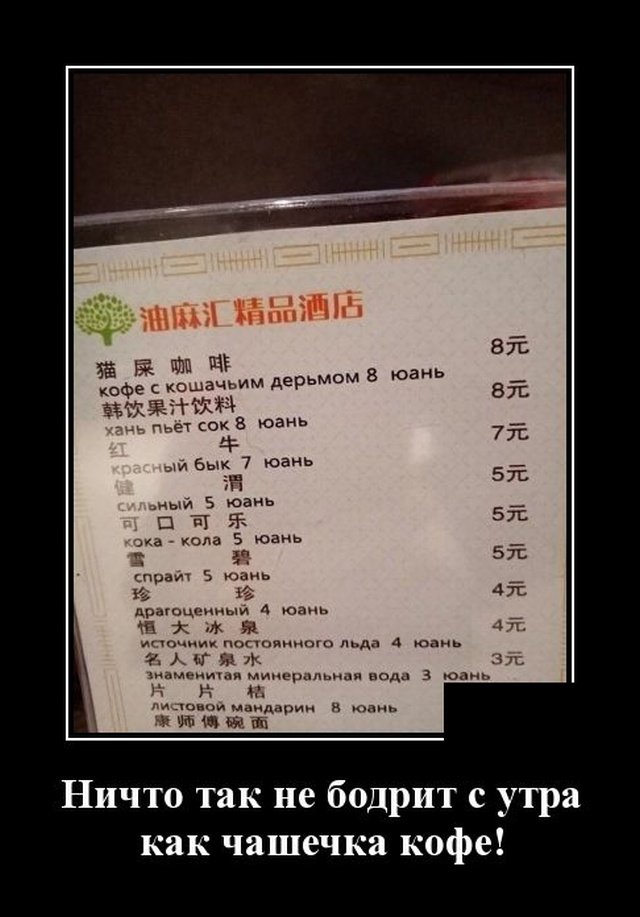 油麻汇精品酒店
猫 屎 咖 啡 8元
кофе с кошачьим дерьмом 8 юань
韩饮果汁饮料 8元
хань пьёт сок 8 юань
红 牛 7元
красный бык 7 юань
健 渭 5元
сильный 5 юань
可 口 可 乐 5元
кока - кола 5 юань
雪 碧 5元
спрайт 5 юань
珍 珍 4元
драгоценный 4 юань
恒 大 冰 泉 4元
источник постоянного льда 4 юань
名 人 矿 泉 水 3元
знаменитая минеральная вода 3 юань
片 片 桔
листовой мандарин 8 юань
康 师 傅 碗 面
Ничто так не бодрит с утра
как чашечка кофе!